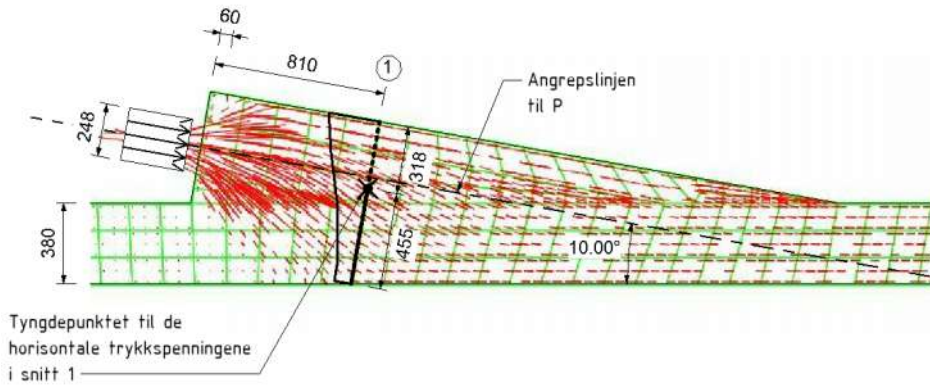 60
810
1
Angrepslinjen
til P
248
318
380
455
10.00°
Tyngdepunktet til de
horisontale trykkspenningene
i snitt 1